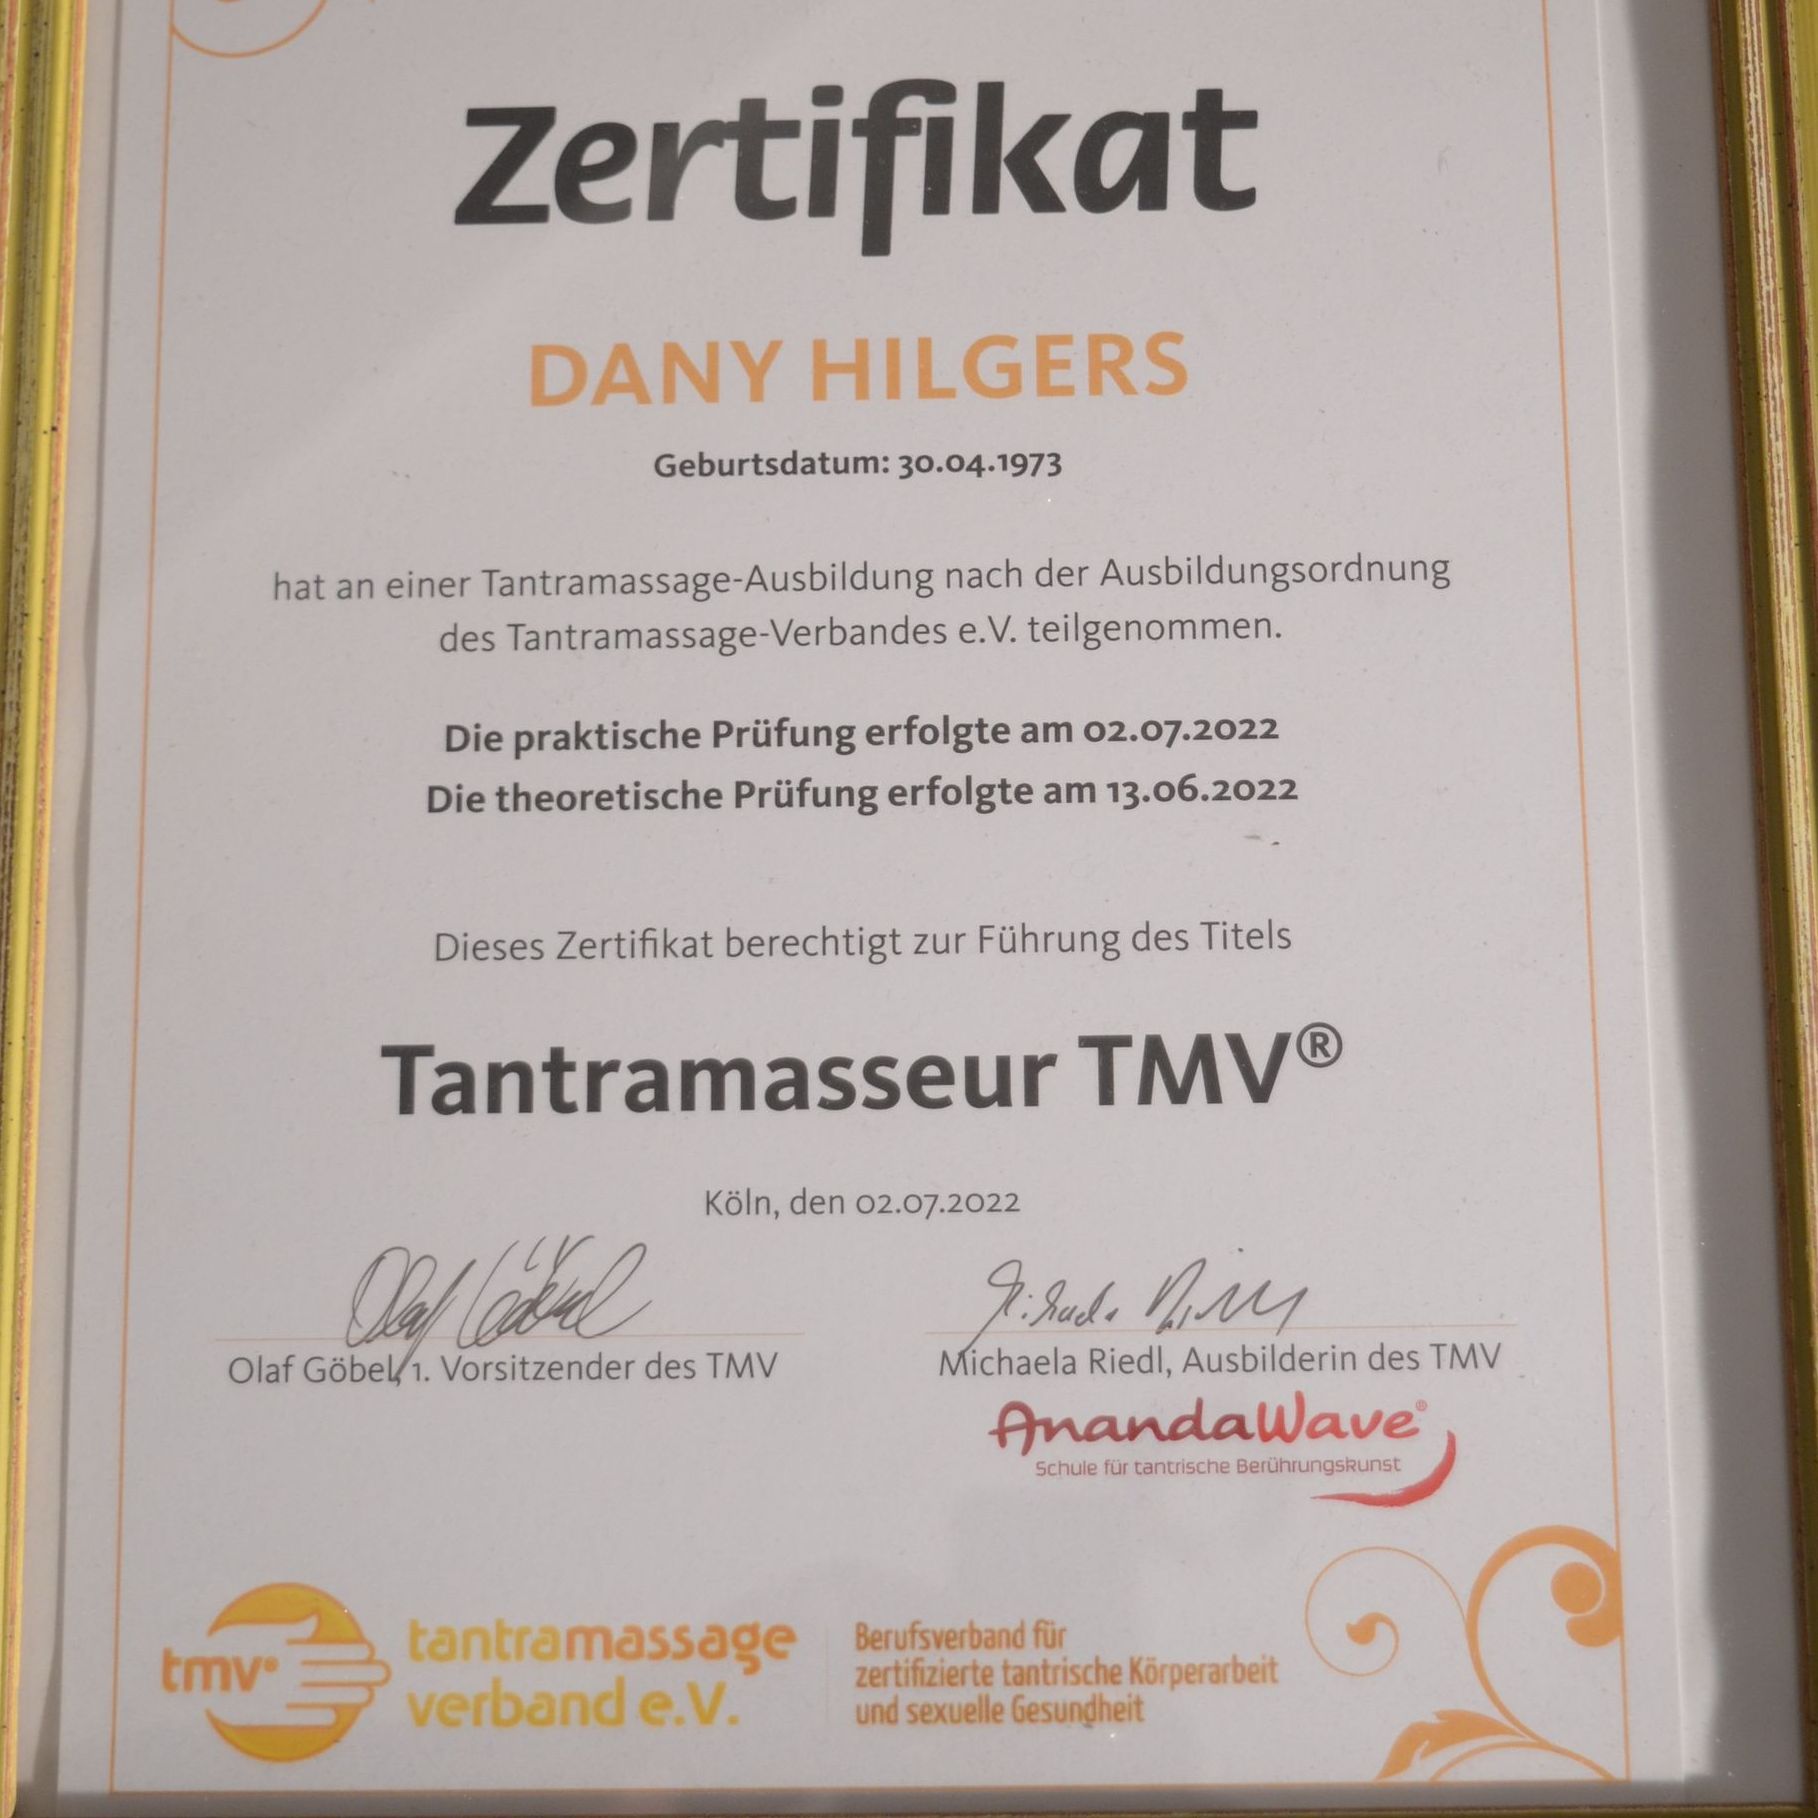 Zertifikat
DANY HILGERS
Geburtsdatum: 30.04.1973
hat an einer Tantramassage-Ausbildung nach der Ausbildungsordnung
des Tantramassage-Verbandes e.V. teilgenommen.
Die praktische Prüfung erfolgte am 02.07.2022
Die theoretische Prüfung erfolgte am 13.06.2022
Dieses Zertifikat berechtigt zur Führung des Titels
Tantramasseur TMV®
Köln, den 02.07.2022
Olaf Göbel, 1. Vorsitzender des TMV
Michaela Riedl, Ausbilderin des TMV
AnandaWave®
Schule für tantrische Berührungskunst
tmv®
tantramassage
verband e.V.
Berufsverband für
zertifizierte tantrische Körperarbeit
und sexuelle Gesundheit